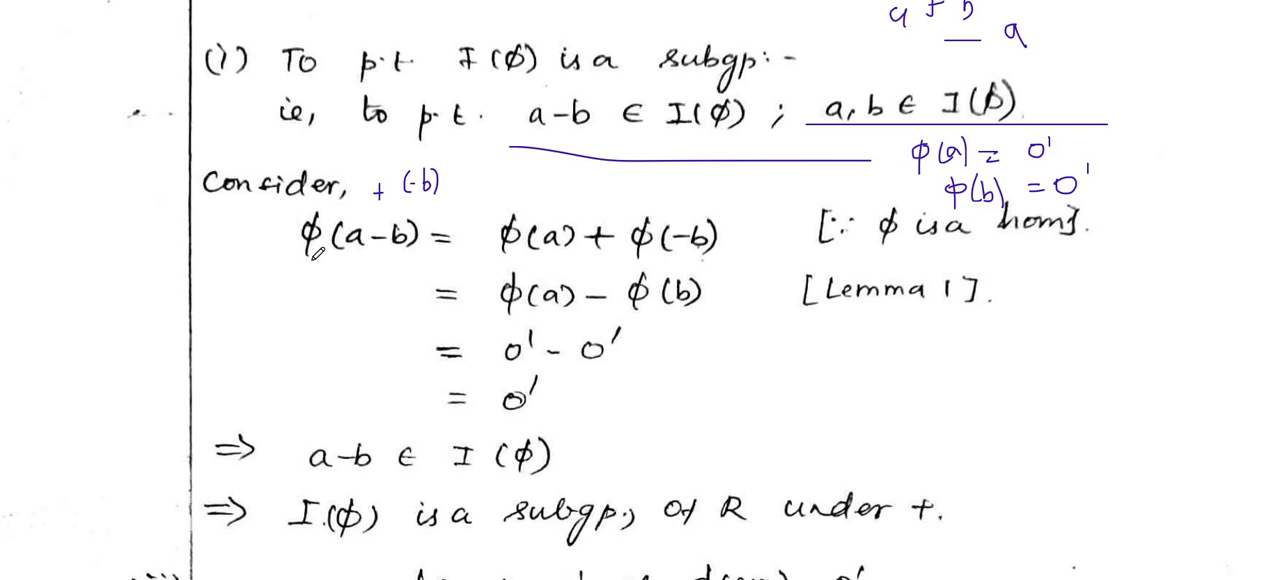 a + b
a
(i) To p.t. I(ϕ) is a subgp:-
ie, to p.t. a-b ∈ I(ϕ) ; a, b ∈ I(ϕ)
ϕ(a) = 0'
Consider, + (-b) ϕ(b) = 0'
ϕ(a-b) = ϕ(a) + ϕ(-b) [∵ ϕ is a hom].
= ϕ(a) - ϕ(b) [Lemma 1].
= 0' - 0'
= 0'
=> a-b ∈ I(ϕ)
=> I(ϕ) is a subgp; of R under +.